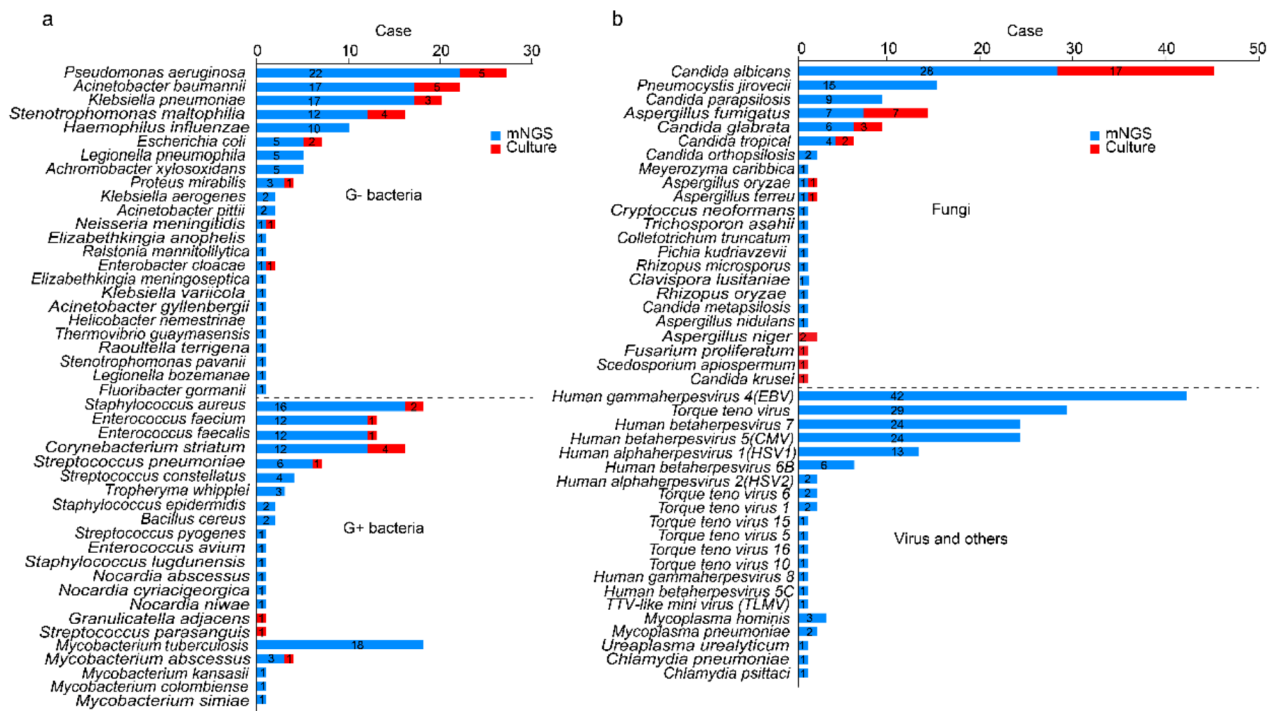 a
Case
0 10 20 30
Pseudomonas aeruginosa 22 5
Acinetobacter baumannii 17 5
Klebsiella pneumoniae 17 3
Stenotrophomonas maltophilia 12 4
Haemophilus influenzae 10
Escherichia coli 5 2
Legionella pneumophila 5
Achromobacter xylosoxidans 5
Proteus mirabilis 3 1
Klebsiella aerogenes 2
Acinetobacter pittii 2
Neisseria meningitidis 1 1
Elizabethkingia anophelis 1
Ralstonia mannitolilytica 1
Enterobacter cloacae 1 1
Elizabethkingia meningoseptica 1
Klebsiella variicola 1
Acinetobacter gyllenbergii 1
Helicobacter nemestrinae 1
Thermovibrio guaymasensis 1
Raoultella terrigena 1
Stenotrophomonas pavanii 1
Legionella bozemanae 1
Fluoribacter gormanii 1
mNGS
Culture
G- bacteria
Staphylococcus aureus 16 2
Enterococcus faecium 12 1
Enterococcus faecalis 12 1
Corynebacterium striatum 12 4
Streptococcus pneumoniae 6 1
Streptococcus constellatus 4
Tropheryma whipplei 3
Staphylococcus epidermidis 2
Bacillus cereus 2
Streptococcus pyogenes 1
Enterococcus avium 1
Staphylococcus lugdunensis 1
Nocardia abscessus 1
Nocardia cyriacigeorgica 1
Nocardia niwae 1
Granulicatella adjacens 1
Streptococcus parasanguis 1
Mycobacterium tuberculosis 18
Mycobacterium abscessus 3 1
Mycobacterium kansasii 1
Mycobacterium colombiense 1
Mycobacterium simiae 1
G+ bacteria
b
Case
0 10 20 30 40 50
Candida albicans 28 17
Pneumocystis jirovecii 15
Candida parapsilosis 9
Aspergillus fumigatus 7 7
Candida glabrata 6 3
Candida tropical 4 2
Candida orthopsilosis 2
Meyerozyma caribbica 1
Aspergillus oryzae 1 1
Aspergillus terreu 1 1
Cryptoccus neoformans 1
Trichosporon asahii 1
Colletotrichum truncatum 1
Pichia kudriavzevii 1
Rhizopus microsporus 1
Clavispora lusitaniae 1
Rhizopus oryzae 1
Candida metapsilosis 1
Aspergillus nidulans 1
Aspergillus niger 2
Fusarium proliferatum 1
Scedosporium apiospermum 1
Candida krusei 1
mNGS
Culture
Fungi
Human gammaherpesvirus 4(EBV) 42
Torque teno virus 29
Human betaherpesvirus 7 24
Human betaherpesvirus 5(CMV) 24
Human alphaherpesvirus 1(HSV1) 13
Human betaherpesvirus 6B 6
Human alphaherpesvirus 2(HSV2) 2
Torque teno virus 6 2
Torque teno virus 1 2
Torque teno virus 15 1
Torque teno virus 5 1
Torque teno virus 16 1
Torque teno virus 10 1
Human gammaherpesvirus 8 1
Human betaherpesvirus 5C 1
TTV-like mini virus (TLMV) 1
Mycoplasma hominis 3
Mycoplasma pneumoniae 2
Ureaplasma urealyticum 1
Chlamydia pneumoniae 1
Chlamydia psittaci 1
Virus and others